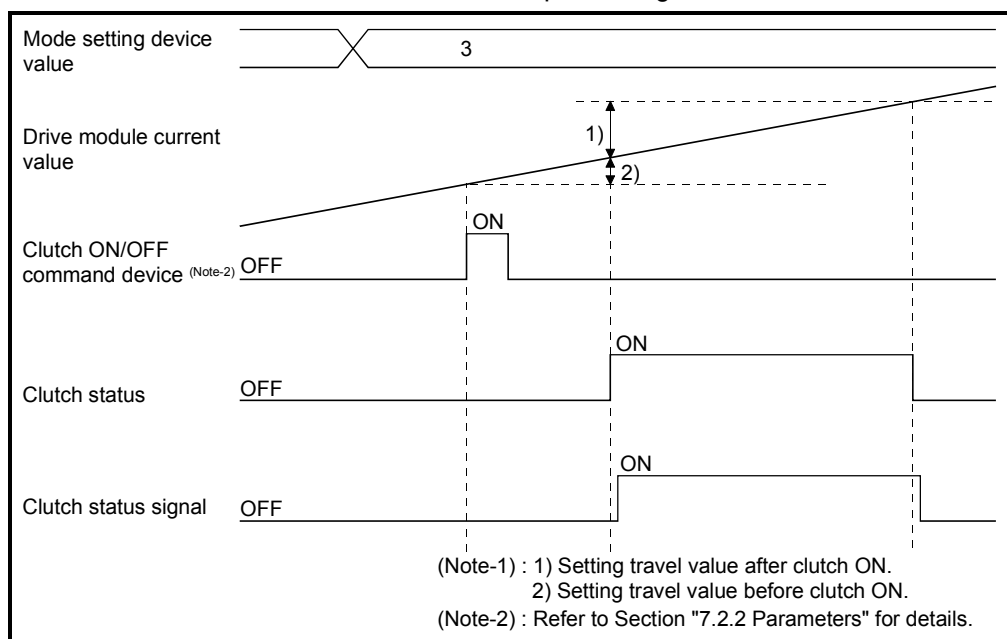 Mode setting device
value
3
Drive module current
value
1)
2)
ON
Clutch ON/OFF
command device (Note-2) OFF
ON
Clutch status OFF
ON
Clutch status signal OFF
(Note-1) : 1) Setting travel value after clutch ON.
2) Setting travel value before clutch ON.
(Note-2) : Refer to Section "7.2.2 Parameters" for details.